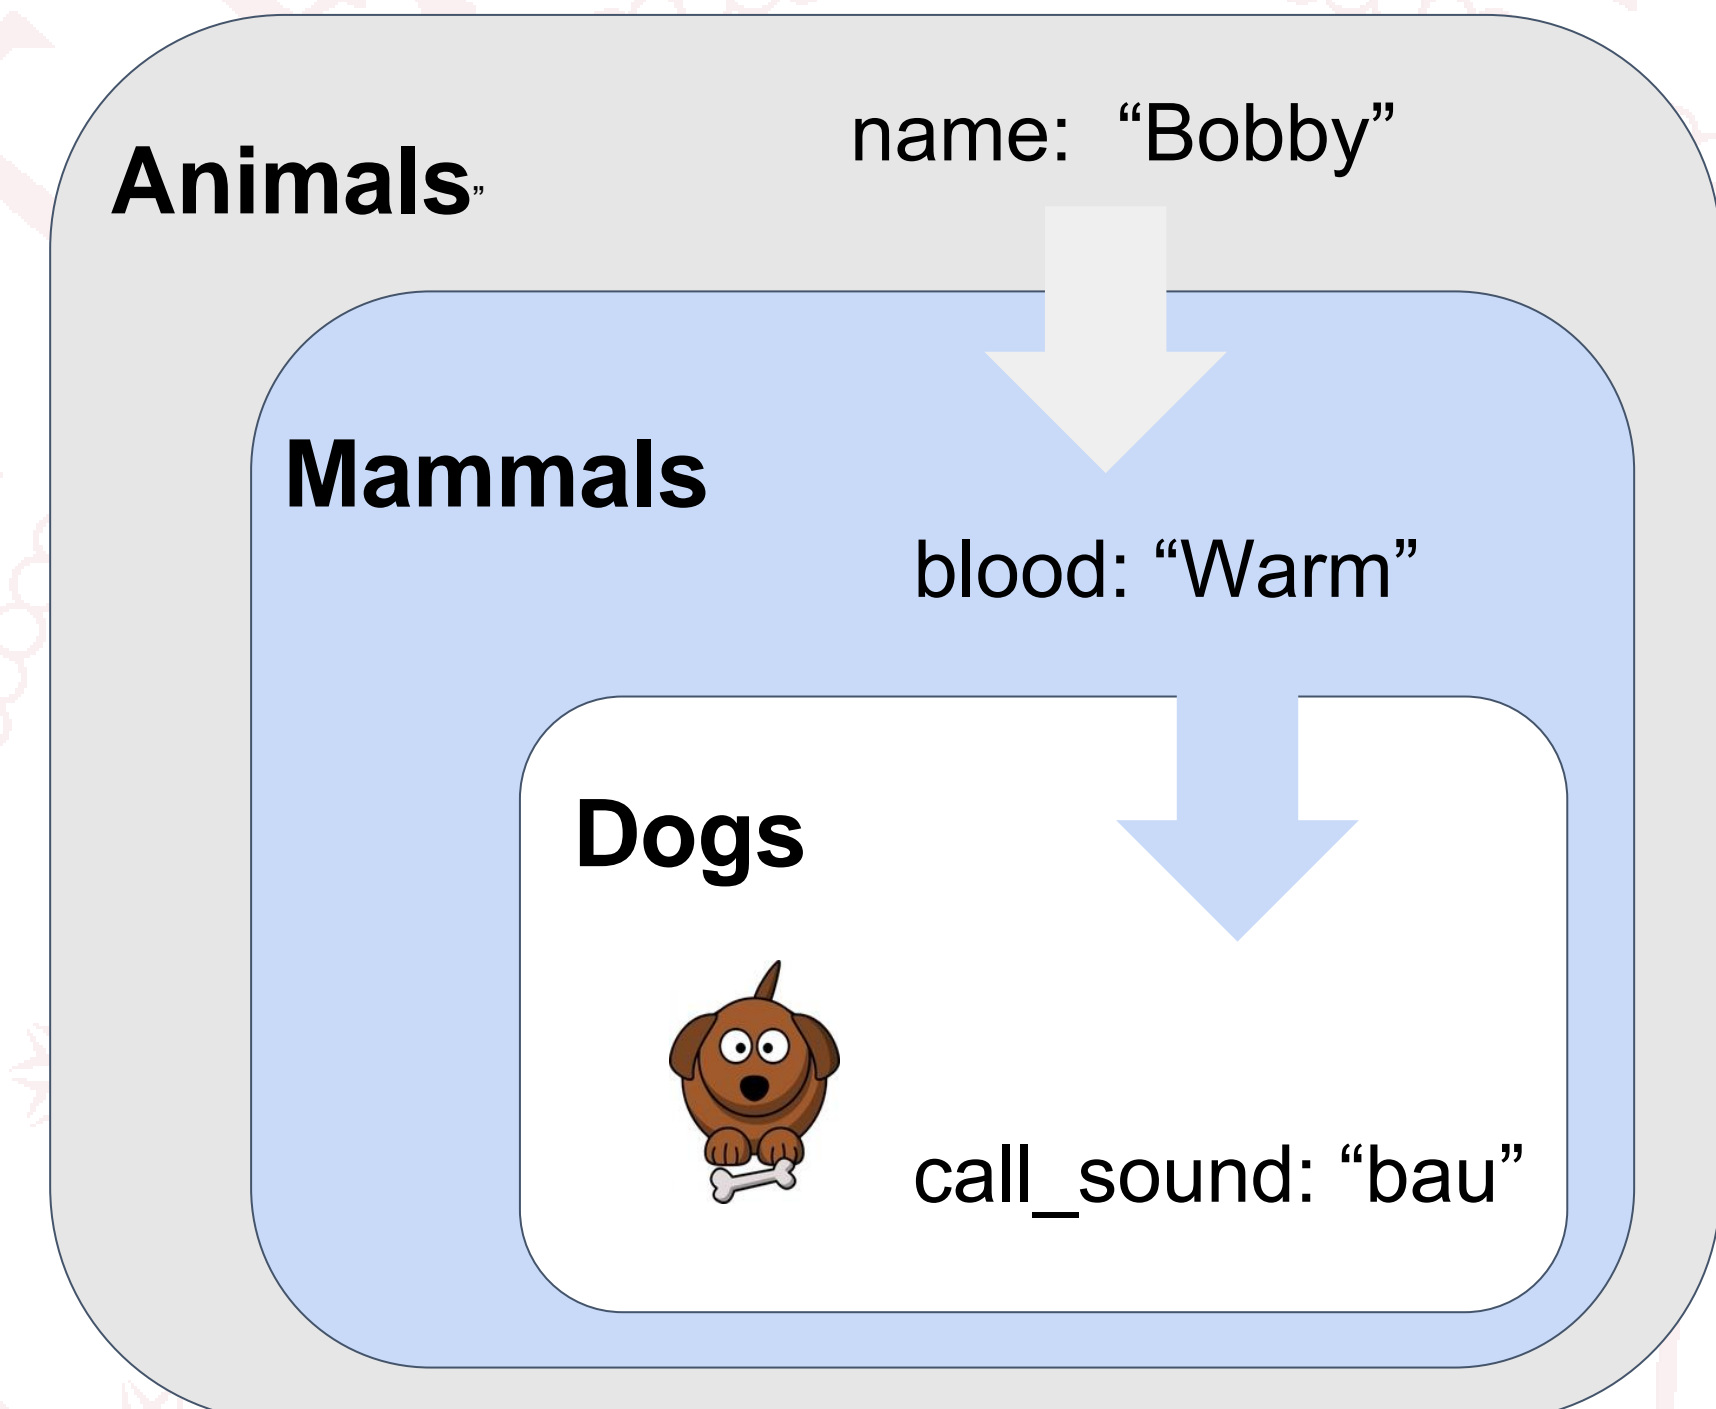 name:  “Bobby”
Animals”
Mammals
blood: “Warm”
Dogs
call_sound: “bau”